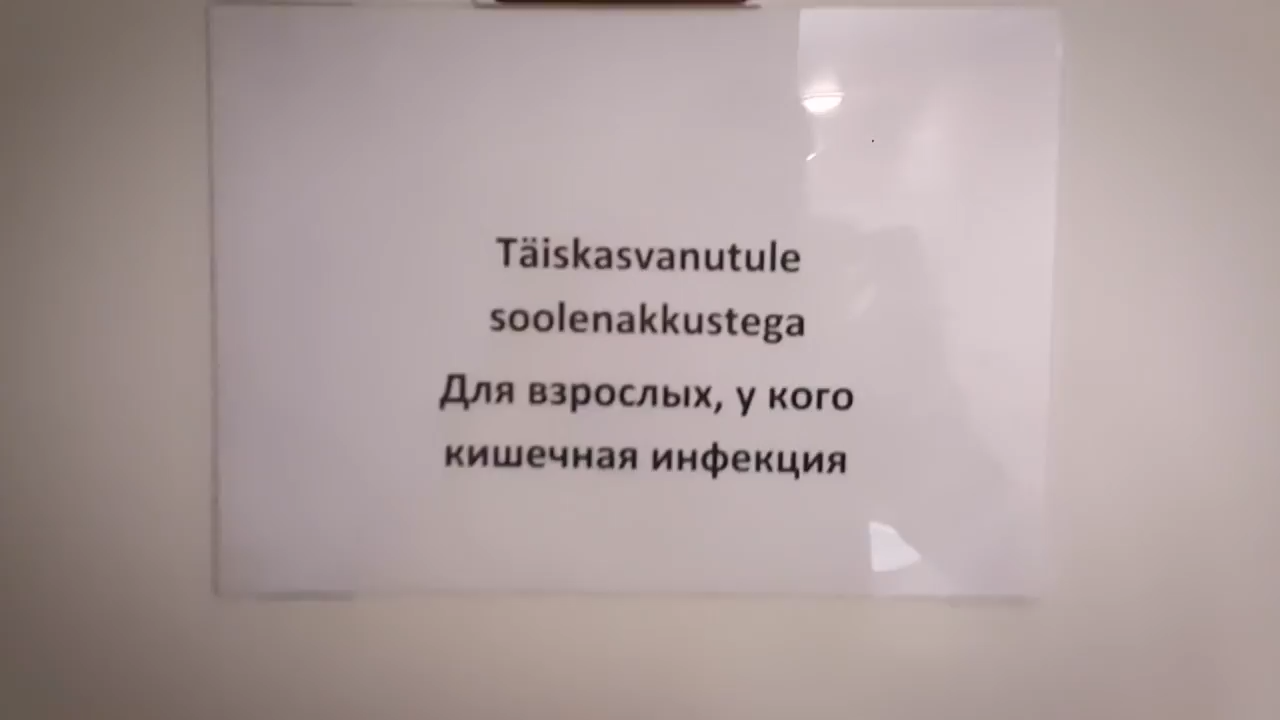 Täiskasvanutule
soolenakkustega
Для взрослых, у кого
кишечная инфекция